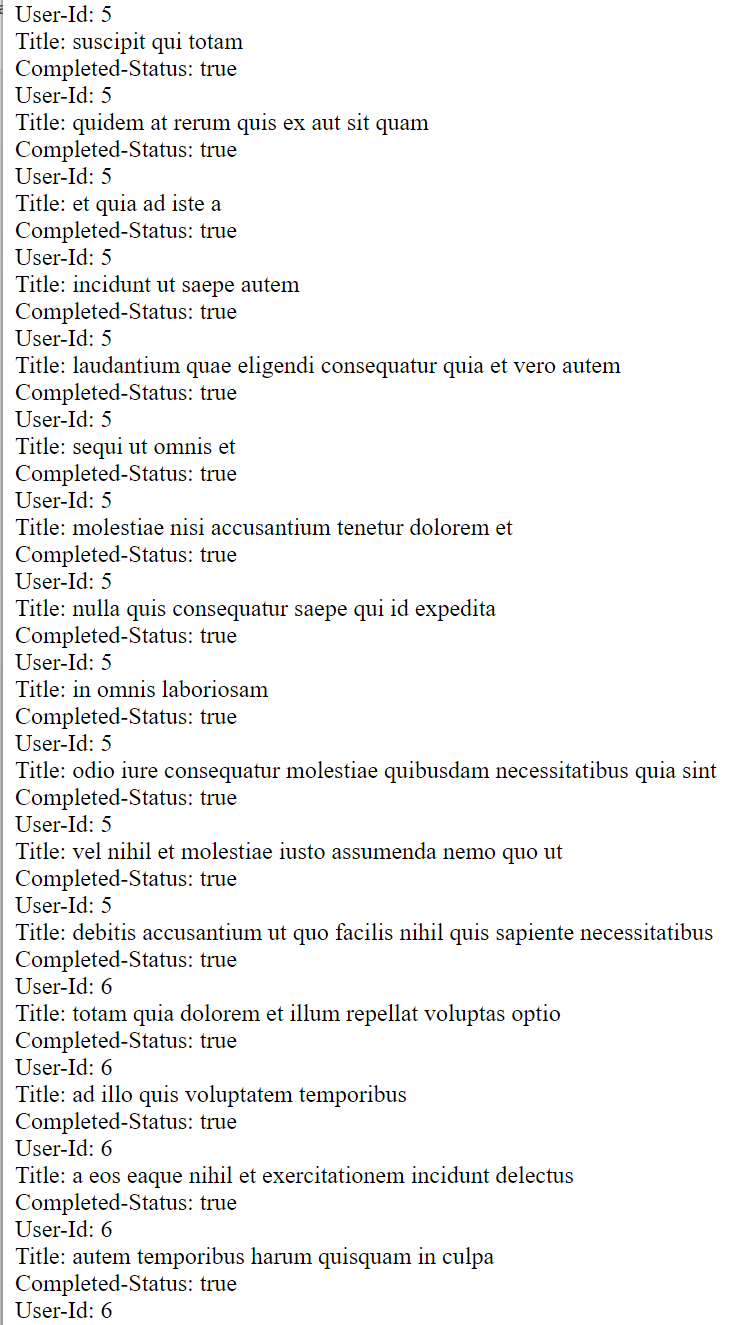 User-Id: 5
Title: suscipit qui totam
Completed-Status: true
User-Id: 5
Title: quidem at rerum quis ex aut sit quam
Completed-Status: true
User-Id: 5
Title: et quia ad iste a
Completed-Status: true
User-Id: 5
Title: incidunt ut saepe autem
Completed-Status: true
User-Id: 5
Title: laudantium quae eligendi consequatur quia et vero autem
Completed-Status: true
User-Id: 5
Title: sequi ut omnis et
Completed-Status: true
User-Id: 5
Title: molestiae nisi accusantium tenetur dolorem et
Completed-Status: true
User-Id: 5
Title: nulla quis consequatur saepe qui id expedita
Completed-Status: true
User-Id: 5
Title: in omnis laboriosam
Completed-Status: true
User-Id: 5
Title: odio iure consequatur molestiae quibusdam necessitatibus quia sint
Completed-Status: true
User-Id: 5
Title: vel nihil et molestiae iusto assumenda nemo quo ut
Completed-Status: true
User-Id: 5
Title: debitis accusantium ut quo facilis nihil quis sapiente necessitatibus
Completed-Status: true
User-Id: 6
Title: totam quia dolorem et illum repellat voluptas optio
Completed-Status: true
User-Id: 6
Title: ad illo quis voluptatem temporibus
Completed-Status: true
User-Id: 6
Title: a eos eaque nihil et exercitationem incidunt delectus
Completed-Status: true
User-Id: 6
Title: autem temporibus harum quisquam in culpa
Completed-Status: true
User-Id: 6